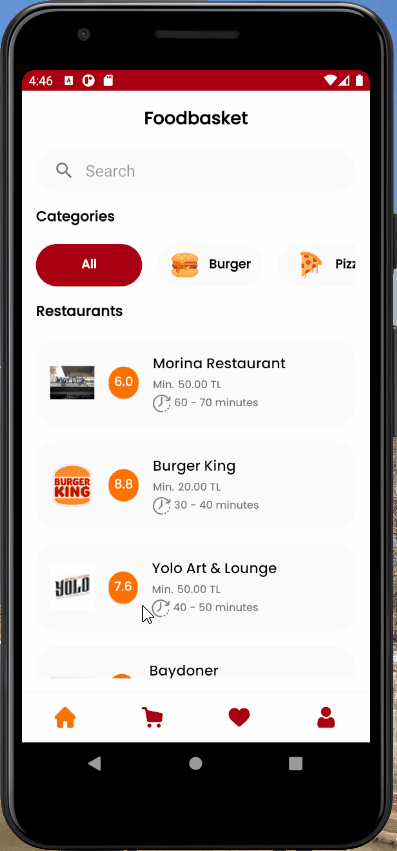 4:46
Foodbasket
Search
Categories
All
Burger
Pizz
Restaurants
Morina Restaurant
6.0
Min. 50.00 TL
60 - 70 minutes
Burger King
BURGER
KING
8.8
Min. 20.00 TL
30 - 40 minutes
Yolo Art & Lounge
YOLO
7.6
Min. 50.00 TL
40 - 50 minutes
Baydoner